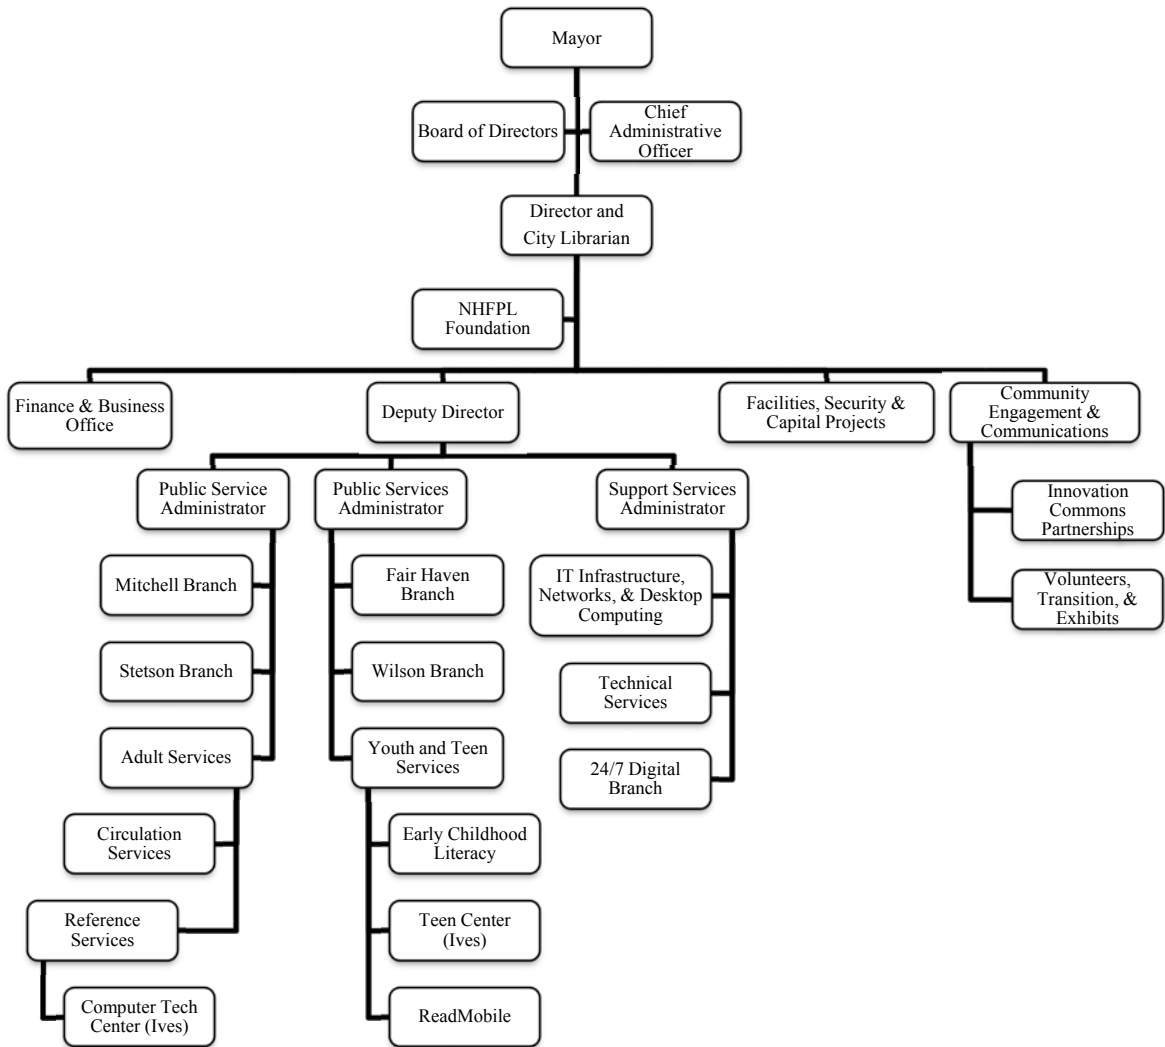 Mayor
Board of Directors
Chief
Administrative
Officer
Director and
City Librarian
NHFPL
Foundation
Finance & Business
Office
Deputy Director
Facilities, Security &
Capital Projects
Community
Engagement &
Communications
Public Service
Administrator
Public Services
Administrator
Support Services
Administrator
Innovation
Commons
Partnerships
Mitchell Branch
Fair Haven
Branch
IT Infrastructure,
Networks, & Desktop
Computing
Volunteers,
Transition, &
Exhibits
Stetson Branch
Wilson Branch
Technical
Services
Adult Services
Youth and Teen
Services
24/7 Digital
Branch
Circulation
Services
Early Childhood
Literacy
Reference
Services
Teen Center
(Ives)
Computer Tech
Center (Ives)
ReadMobile